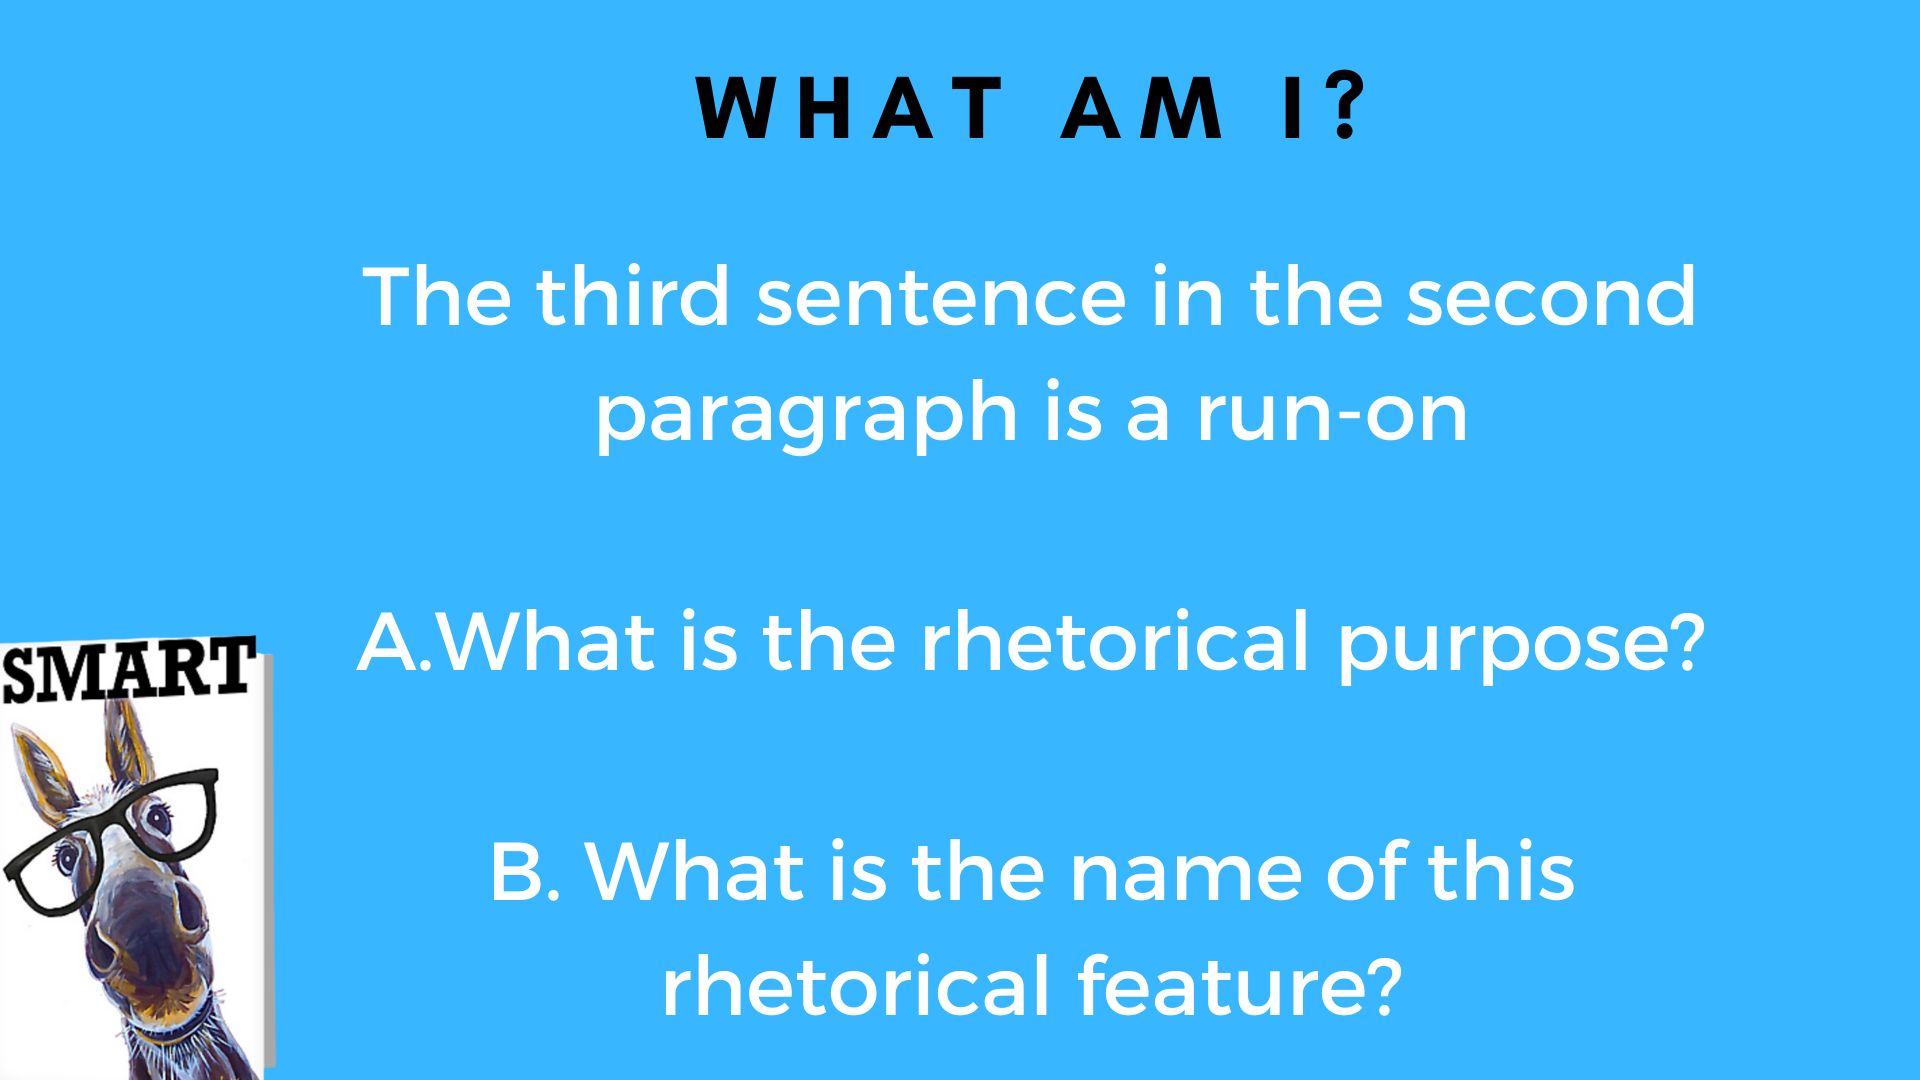 WHAT AM I?
The third sentence in the second
paragraph is a run-on
A.What is the rhetorical purpose?
B. What is the name of this
rhetorical feature?
SMART